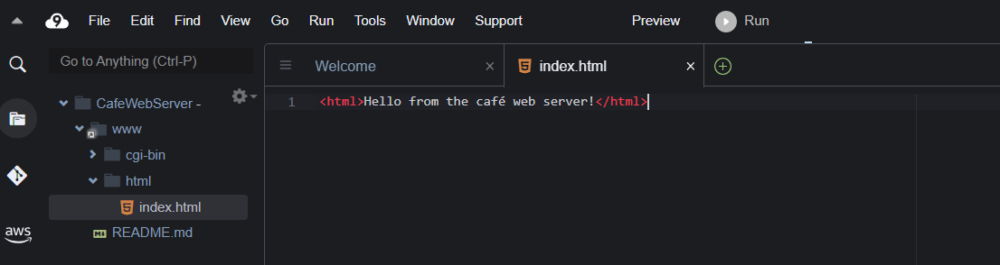 9 File Edit Find View Go Run Tools Window Support Preview Run
Go to Anything (Ctrl-P)
Welcome × index.html ×
CafeWebServer -
1 <html>Hello from the café web server!</html>
www
cgi-bin
html
index.html
aws
README.md